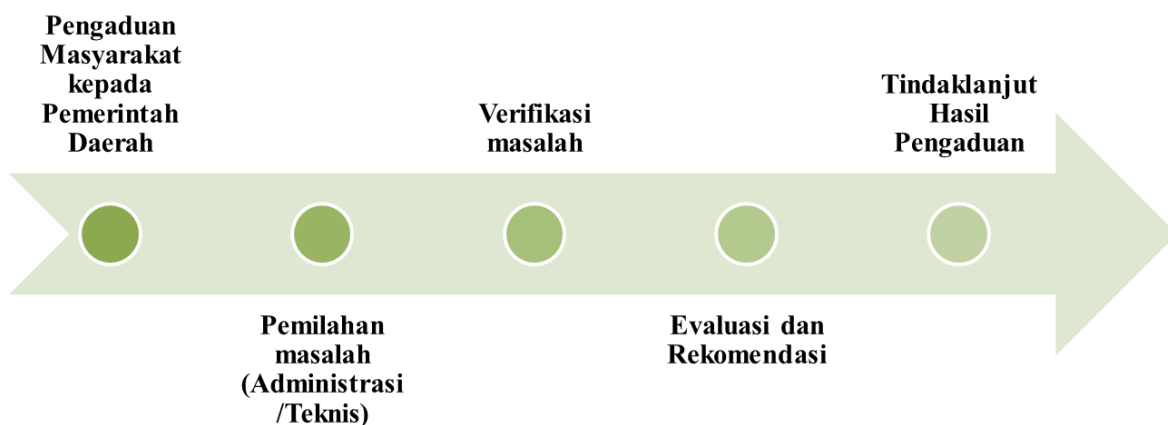 Pengaduan
Masyarakat
kepada
Pemerintah
Daerah
Pemilahan
masalah
(Administrasi
/Teknis)
Verifikasi
masalah
Evaluasi dan
Rekomendasi
Tindaklanjut
Hasil
Pengaduan